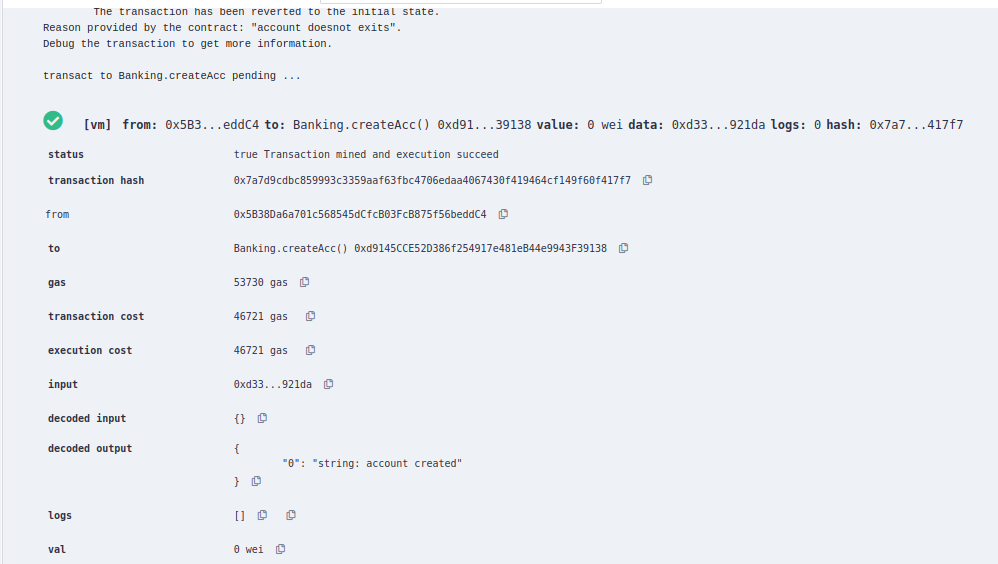 The transaction has been reverted to the initial state.
Reason provided by the contract: "account doesnot exits".
Debug the transaction to get more information.
transact to Banking.createAcc pending ...
[vm] from: 0x5B3...eddC4 to: Banking.createAcc() 0xd91...39138 value: 0 wei data: 0xd33...921da logs: 0 hash: 0x7a7...417f7
status true Transaction mined and execution succeed
transaction hash 0x7a7d9cdbc859993c3359aaf63fbc4706edaa4067430f419464cf149f60f417f7
from 0x5B38Da6a701c568545dCfcB03FcB875f56beddC4
to Banking.createAcc() 0xd9145CCE52D386f254917e481eB44e9943F39138
gas 53730 gas
transaction cost 46721 gas
execution cost 46721 gas
input 0xd33...921da
decoded input {}
decoded output {
"0": "string: account created"
}
logs []
val 0 wei